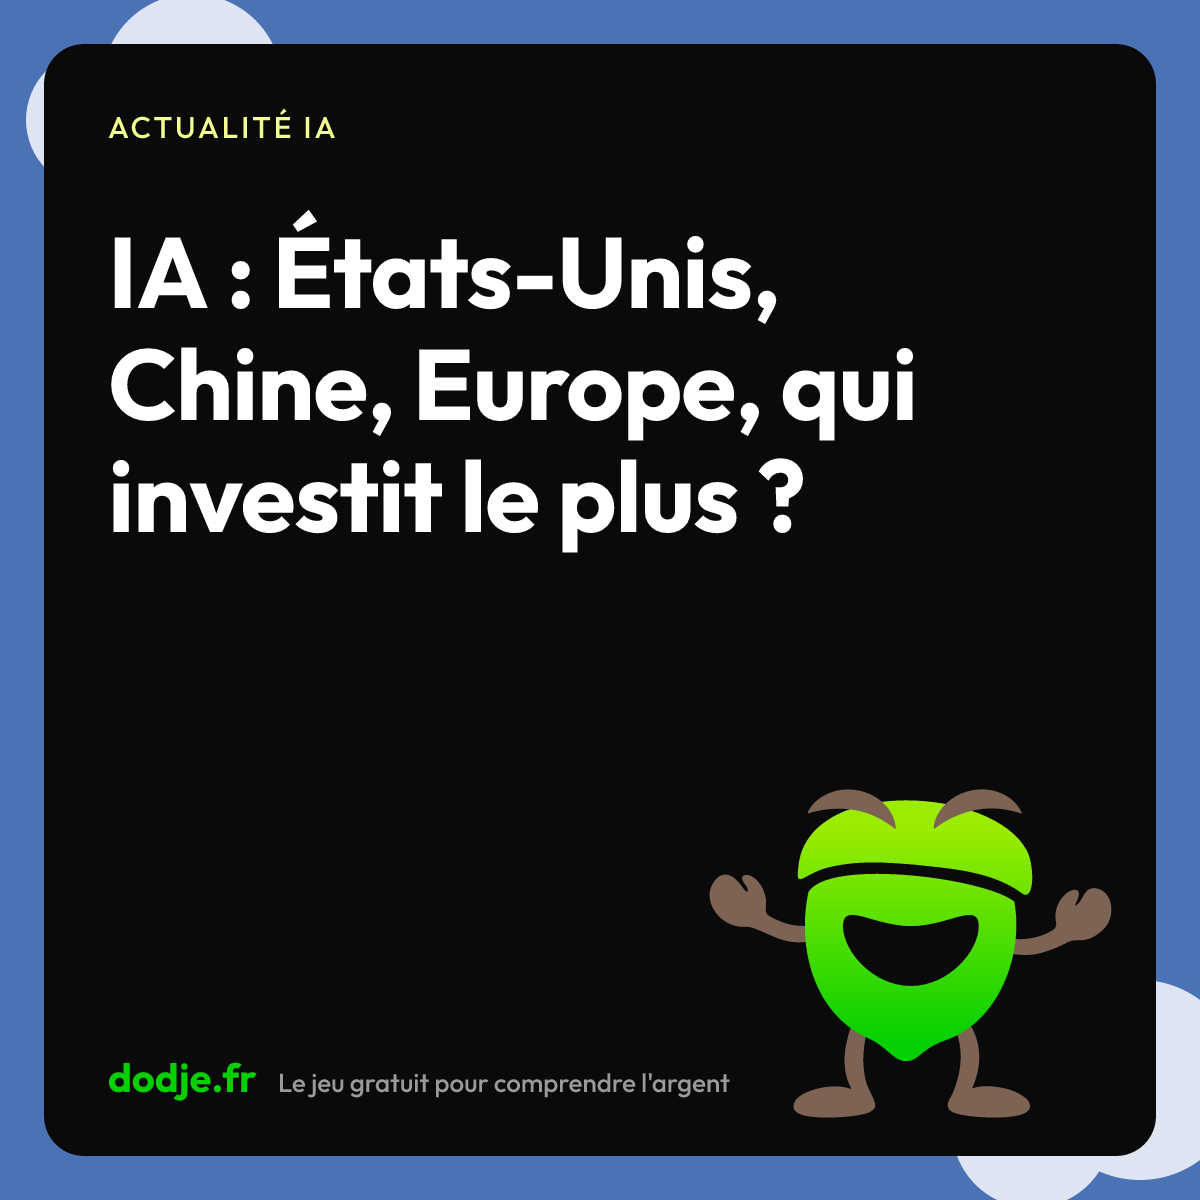 ACTUALITÉ IA
IA : États-Unis,
Chine, Europe, qui
investit le plus ?
dodje.fr Le jeu gratuit pour comprendre l'argent